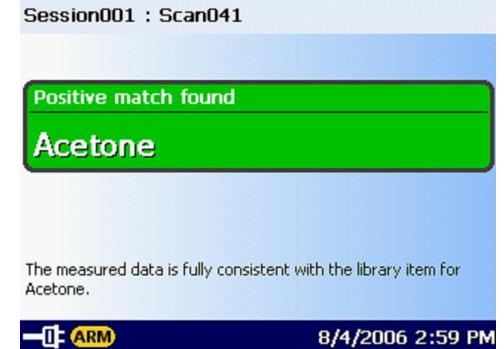 Session001 : Scan041
Positive match found
Acetone
The measured data is fully consistent with the library item for
Acetone.
ARM 8/4/2006 2:59 PM